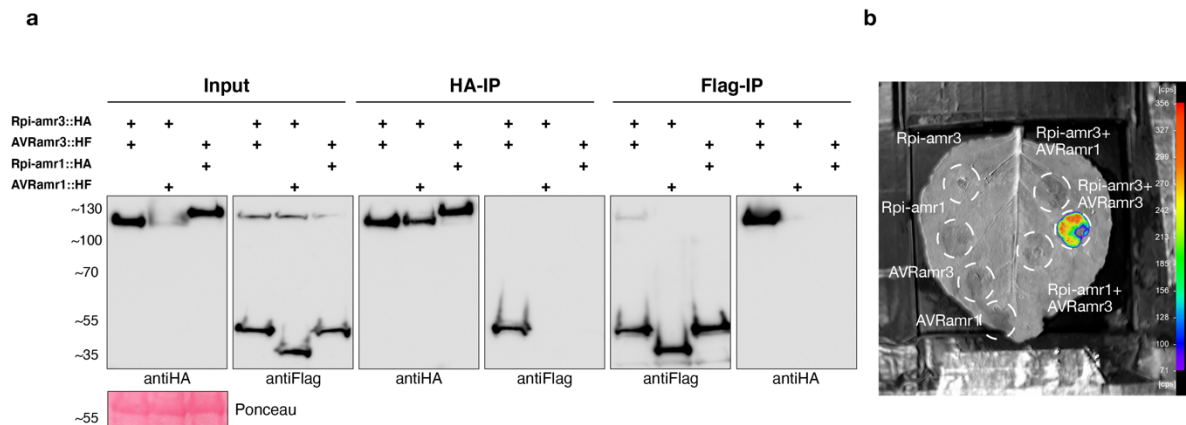 a
b
Input HA-IP Flag-IP
Rpi-amr3::HA + + + + + + + + + + + +
AVRamr3::HF + + + + + + + + + + + +
Rpi-amr1::HA + + + + + +
AVRamr1::HF + + + + + +
~130
~100
~70
~55
~35
antiHA antiFlag antiHA antiFlag antiFlag antiHA
~55 Ponceau
Rpi-amr3
Rpi-amr1
AVRamr3
AVRamr1
Rpi-amr3+
AVRamr1
Rpi-amr3+
AVRamr3
Rpi-amr1+
AVRamr3
[cps]
356
327
299
270
242
213
185
156
128
100
71
[cps]